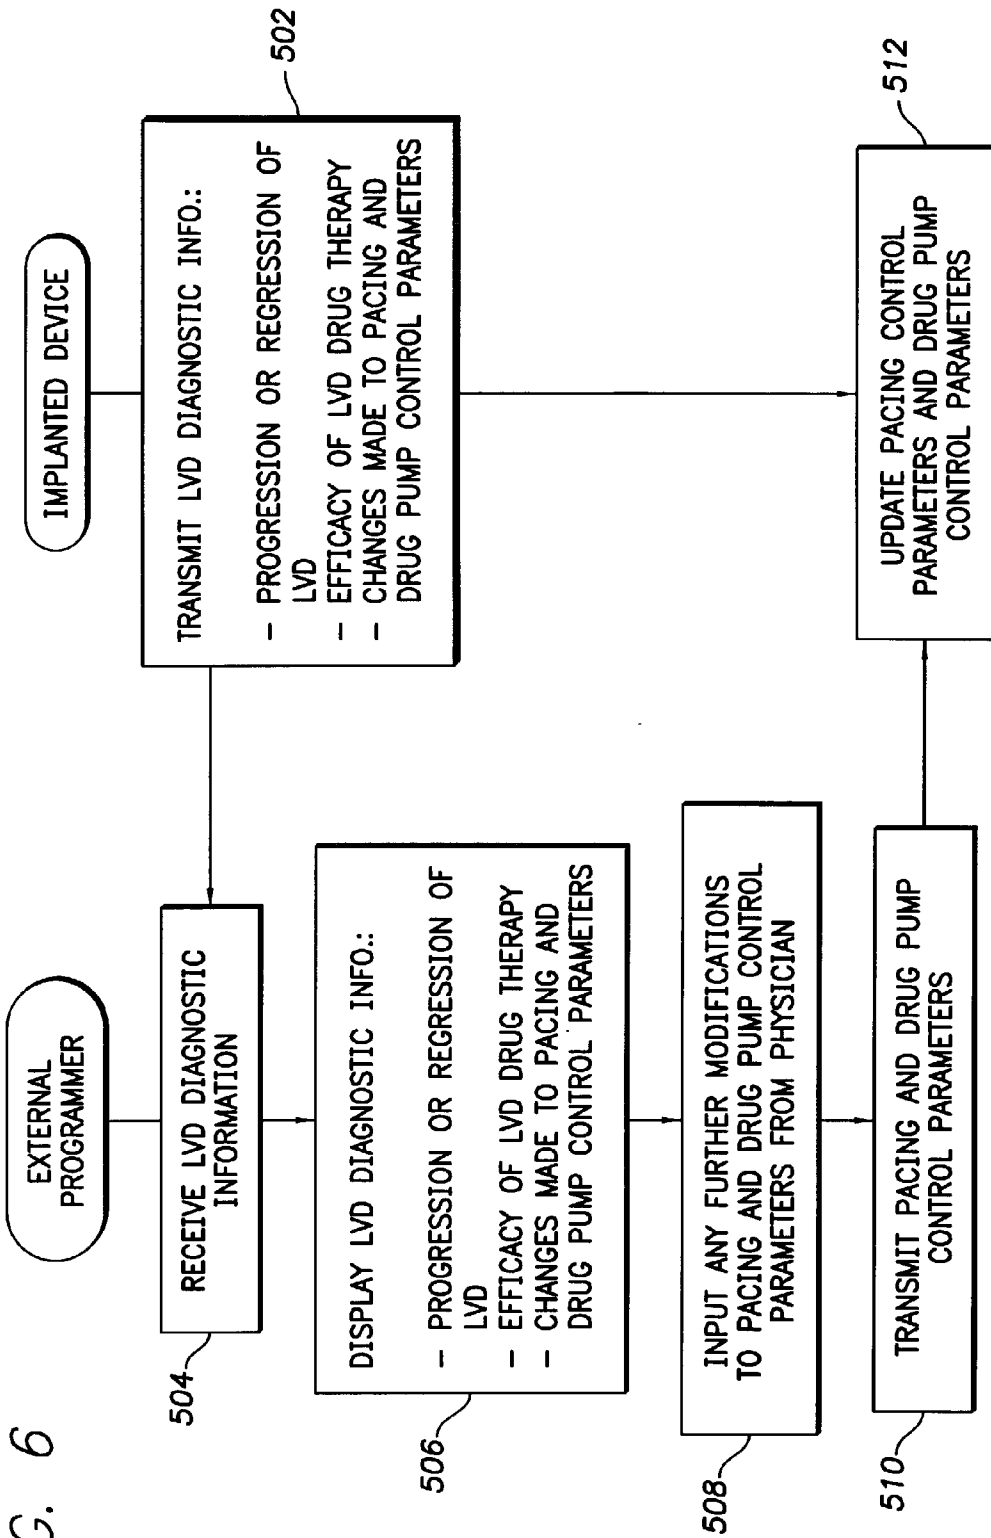 G. 6
EXTERNAL
PROGRAMMER
RECEIVE LVD DIAGNOSTIC
INFORMATION
504
DISPLAY LVD DIAGNOSTIC INFO.:
- PROGRESSION OR REGRESSION OF
LVD
- EFFICACY OF LVD DRUG THERAPY
- CHANGES MADE TO PACING AND
DRUG PUMP CONTROL PARAMETERS
506
INPUT ANY FURTHER MODIFICATIONS
TO PACING AND DRUG PUMP CONTROL
PARAMETERS FROM PHYSICIAN
508
TRANSMIT PACING AND DRUG PUMP
CONTROL PARAMETERS
510
IMPLANTED DEVICE
TRANSMIT LVD DIAGNOSTIC INFO.:
- PROGRESSION OR REGRESSION OF
LVD
- EFFICACY OF LVD DRUG THERAPY
- CHANGES MADE TO PACING AND
DRUG PUMP CONTROL PARAMETERS
502
UPDATE PACING CONTROL
PARAMETERS AND DRUG PUMP
CONTROL PARAMETERS
512